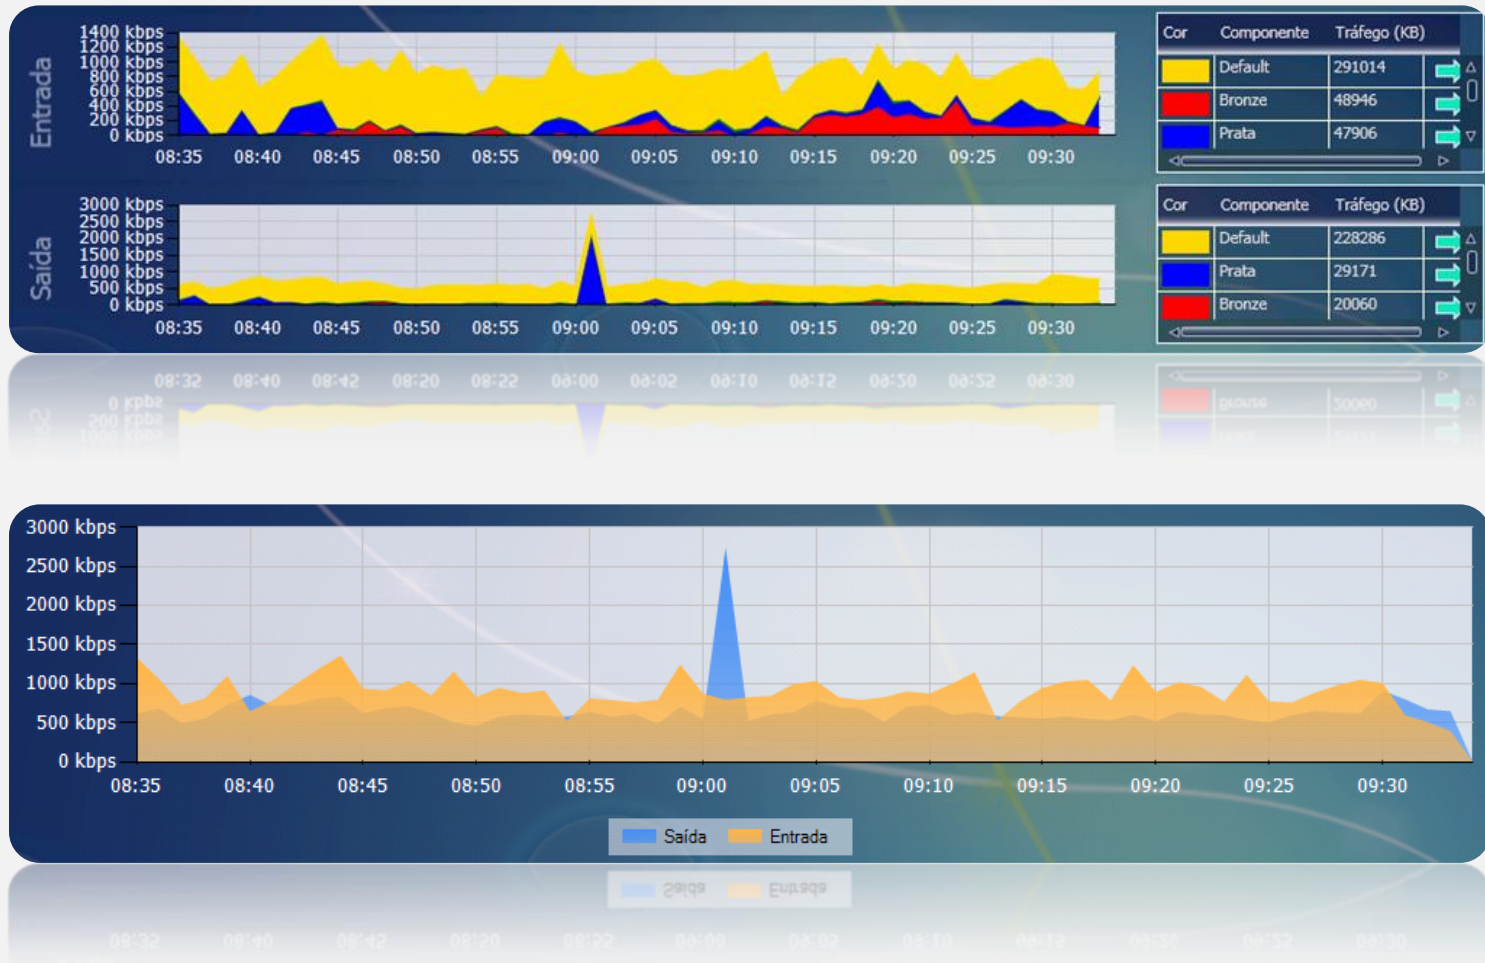 Entrada
1400 kbps
1200 kbps
1000 kbps
800 kbps
600 kbps
400 kbps
200 kbps
0 kbps
08:35 08:40 08:45 08:50 08:55 09:00 09:05 09:10 09:15 09:20 09:25 09:30
Cor Componente Tráfego (KB)
Default 291014
Bronze 48946
Prata 47906
Saída
3000 kbps
2500 kbps
2000 kbps
1500 kbps
1000 kbps
500 kbps
0 kbps
08:35 08:40 08:45 08:50 08:55 09:00 09:05 09:10 09:15 09:20 09:25 09:30
Cor Componente Tráfego (KB)
Default 228286
Prata 29171
Bronze 20060
3000 kbps
2500 kbps
2000 kbps
1500 kbps
1000 kbps
500 kbps
0 kbps
08:35 08:40 08:45 08:50 08:55 09:00 09:05 09:10 09:15 09:20 09:25 09:30
Saída Entrada